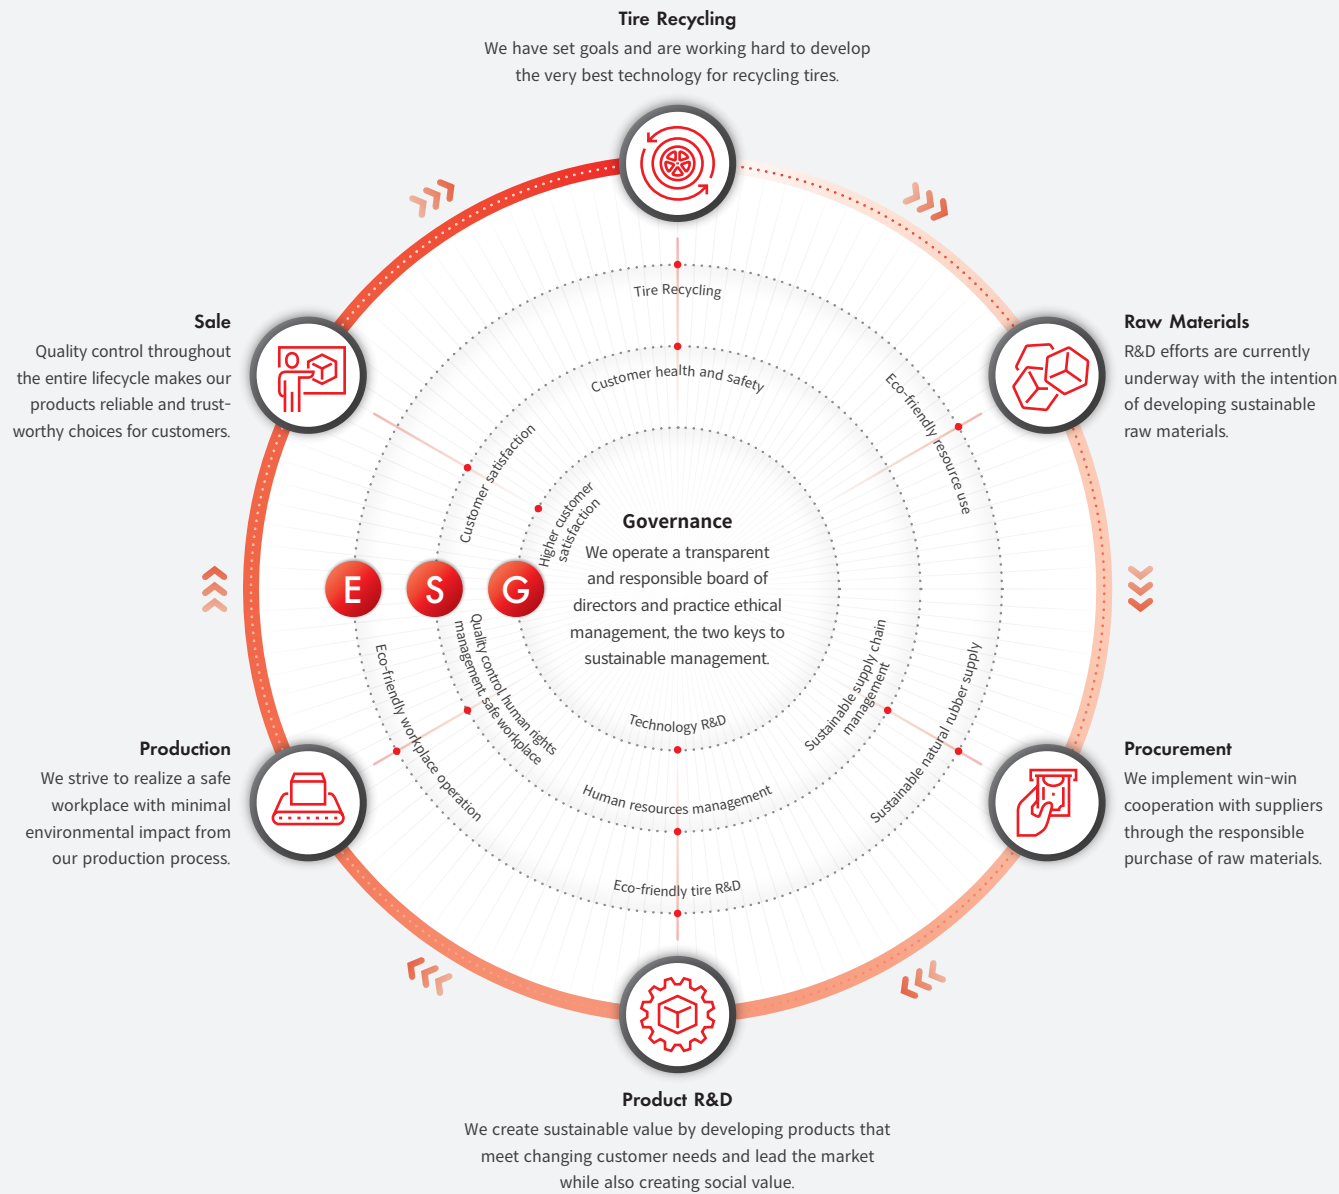 Tire Recycling
We have set goals and are working hard to develop
the very best technology for recycling tires.
Sale
Quality control throughout
the entire lifecycle makes our
products reliable and trust-
worthy choices for customers.
Raw Materials
R&D efforts are currently
underway with the intention
of developing sustainable
raw materials.
Tire Recycling
Customer health and safety
Eco-friendly resource use
Customer satisfaction
Higher customer
satisfaction
Governance
We operate a transparent
and responsible board of
directors and practice ethical
management, the two keys to
sustainable management.
E
S
G
Eco-friendly workplace operation
Quality control, human rights
management, safe workplace
Technology R&D
Sustainable supply chain
management
Sustainable natural rubber supply
Human resources management
Eco-friendly tire R&D
Production
We strive to realize a safe
workplace with minimal
environmental impact from
our production process.
Procurement
We implement win-win
cooperation with suppliers
through the responsible
purchase of raw materials.
Product R&D
We create sustainable value by developing products that
meet changing customer needs and lead the market
while also creating social value.